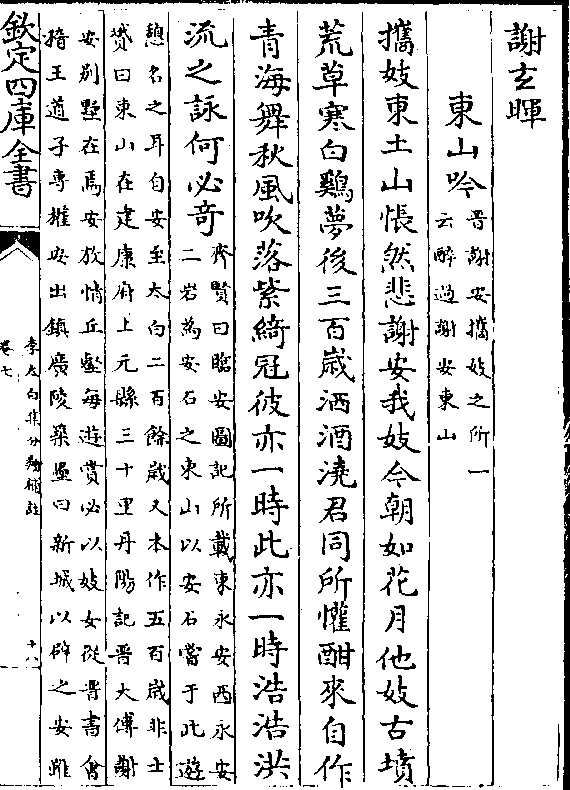 謝玄暉
東山吟
晉謝安攜妓之所一
云醉過謝安東山
攜妓東土山悵然悲謝安我妓今朝如花月他妓古墳
荒草寒白鷄夢後三百歲洒酒澆君同所懽酣來自作
青海舞秋風吹落紫綺冠彼亦一時此亦一時浩浩洪
流之詠何必奇
齊賢曰臨安圖記所載東永安西永安
二岩為安石之東山以安石嘗于此遊
憩名之耳自安至太白二百餘歲又本作五百歲非士
贇曰東山在建康府上元縣三十里丹陽記晉大傅謝
安别墅在焉安放情丘壑每遊賞必以妓女從晉書㑹
稽王道子專權安出鎮廣陵築壘曰新城以辟之安雖
欽定四庫全書
李太白集分類補註
卷七
十八